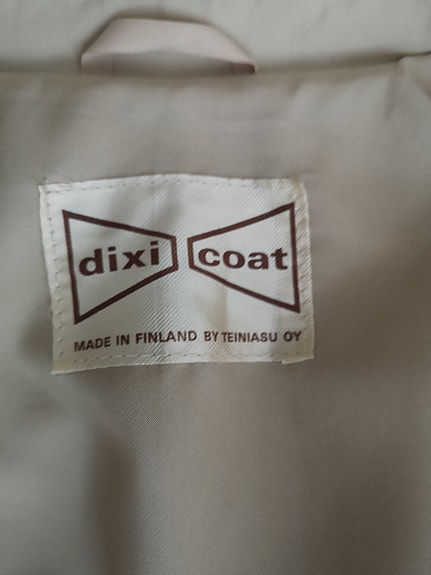 dixi coat
MADE IN FINLAND BY TEINIASU OY